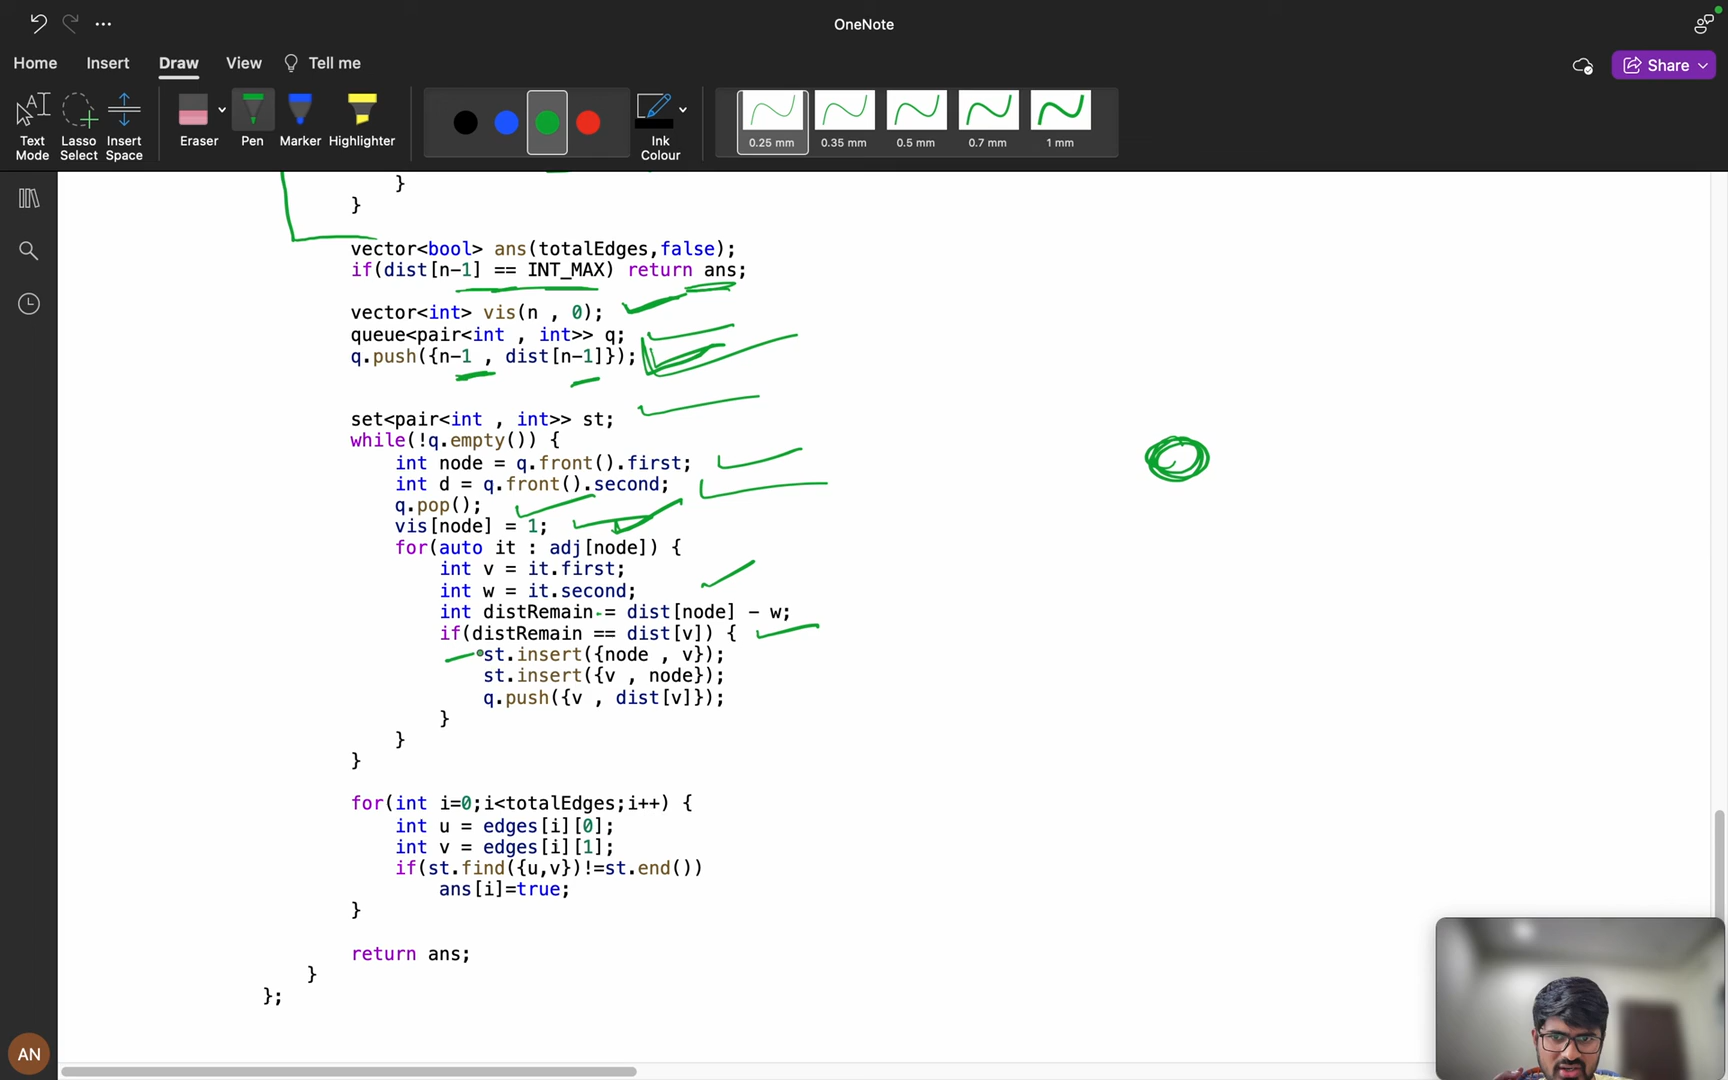 OneNote
Home Insert Draw View Tell me
Share
Text Mode
Lasso Select
Insert Space
Eraser
Pen
Marker
Highlighter
Ink Colour
0.25 mm
0.35 mm
0.5 mm
0.7 mm
1 mm
}
}
vector<bool> ans(totalEdges,false);
if(dist[n-1] == INT_MAX) return ans;
vector<int> vis(n , 0);
queue<pair<int , int>> q;
q.push({n-1 , dist[n-1]});
set<pair<int , int>> st;
while(!q.empty()) {
int node = q.front().first;
int d = q.front().second;
q.pop();
vis[node] = 1;
for(auto it : adj[node]) {
int v = it.first;
int w = it.second;
int distRemain = dist[node] - w;
if(distRemain == dist[v]) {
st.insert({node , v});
st.insert({v , node});
q.push({v , dist[v]});
}
}
}
for(int i=0;i<totalEdges;i++) {
int u = edges[i][0];
int v = edges[i][1];
if(st.find({u,v})!=st.end())
ans[i]=true;
}
return ans;
}
};
AN